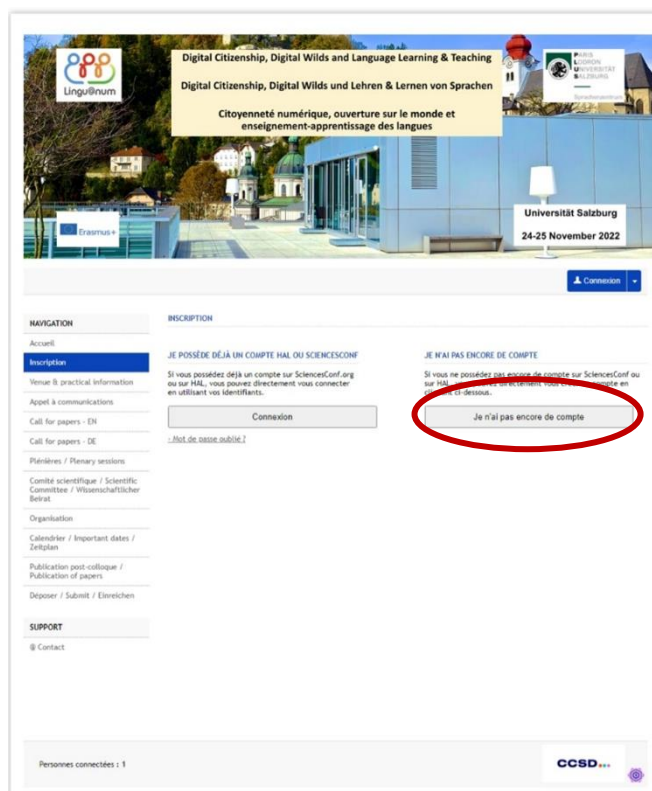 Lingu@num
Digital Citizenship, Digital Wilds and Language Learning & Teaching
Digital Citizenship, Digital Wilds und Lehren & Lernen von Sprachen
Citoyenneté numérique, ouverture sur le monde et
enseignement-apprentissage des langues
PARIS
LODRON
UNIVERSITÄT
SALZBURG
Sprachenzentrum
Erasmus+
Universität Salzburg
24-25 November 2022
Connexion
NAVIGATION
Accueil
Inscription
Venue & practical information
Appel à communications
Call for papers - EN
Call for papers - DE
Plénières / Plenary sessions
Comité scientifique / Scientific
Committee / Wissenschaftlicher
Beirat
Organisation
Calendrier / Important dates /
Zeitplan
Publication post-colloque /
Publication of papers
Déposer / Submit / Einreichen
SUPPORT
@ Contact
INSCRIPTION
JE POSSÈDE DÉJÀ UN COMPTE HAL OU SCIENCESCONF
Si vous possédez déjà un compte sur SciencesConf.org
ou sur HAL, vous pouvez directement vous connecter
en utilisant vos identifiants.
Connexion
- Mot de passe oublié ?
JE N'AI PAS ENCORE DE COMPTE
Si vous ne possédez pas encore de compte sur SciencesConf ou
sur HAL, vous directement vous compte en
ci-dessous.
Je n'ai pas encore de compte
Personnes connectées : 1
CCSD